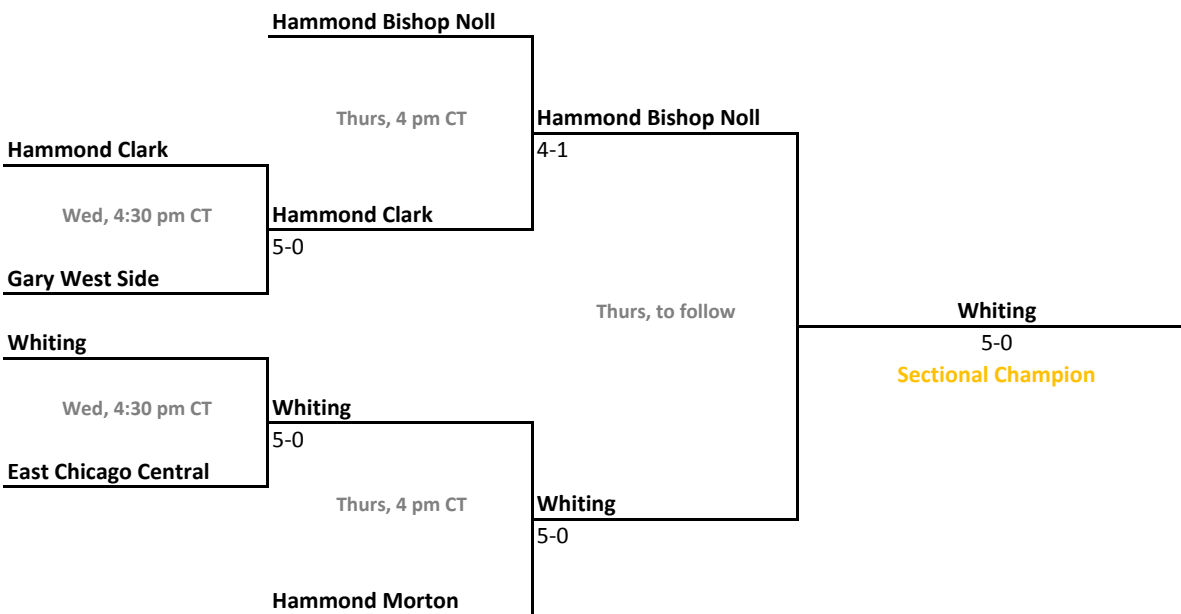 Hammond Bishop Noll
Thurs, 4 pm CT
Hammond Bishop Noll
Hammond Clark
4-1
Wed, 4:30 pm CT
Hammond Clark
5-0
Gary West Side
Thurs, to follow
Whiting
Whiting
5-0
Sectional Champion
Wed, 4:30 pm CT
Whiting
5-0
East Chicago Central
Thurs, 4 pm CT
Whiting
5-0
Hammond Morton